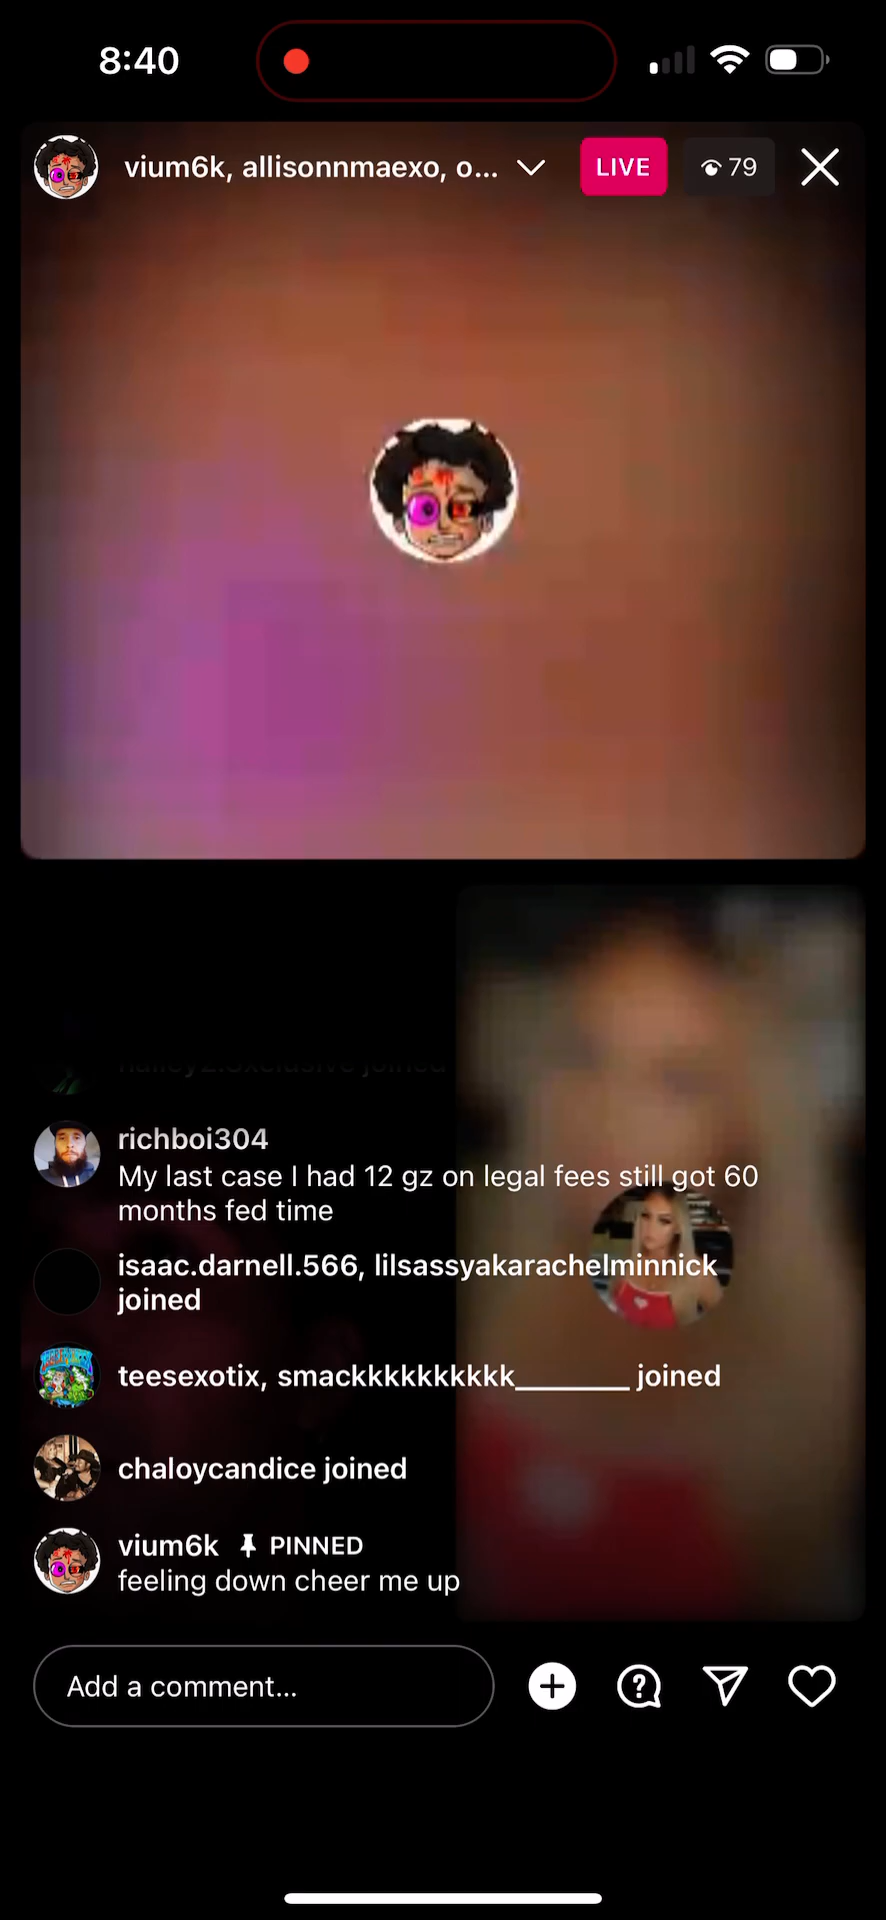 8:40
vium6k, allisonnmaexo, o...
LIVE
79
richboi304
My last case I had 12 gz on legal fees still got 60
months fed time
isaac.darnell.566, lilsassyakarachelminnick
joined
teesexotix, smackkkkkkkkkk________ joined
chaloycandice joined
vium6k PINNED
feeling down cheer me up
Add a comment...